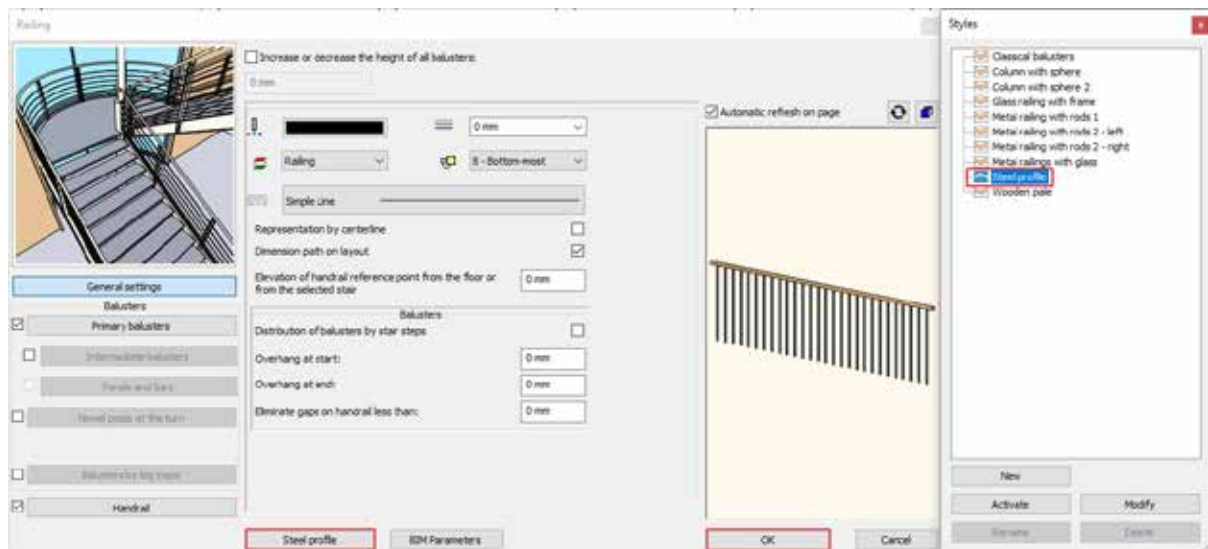 Railing
Increase or decrease the height of all balusters:
0 mm
0 mm
Railing
8 - Bottom-most
Simple Line
Representation by centerline
Dimension path on layout
Elevation of handrail reference point from the floor or
from the selected stair
0 mm
Balusters
Distribution of balusters by stair steps
Overhang at start:
0 mm
Overhang at end:
0 mm
Eliminate gaps on handrail less than:
0 mm
General settings
Balusters
Primary balusters
Intermediate balusters
Panels and bars
Newel posts at the turn
Balusters by big steps
Handrail
Steel profile
BIM Parameters
Automatic refresh on page
OK
Cancel
Styles
Classical balusters
Column with sphere
Column with sphere 2
Glass railing with frame
Metal railing with rods 1
Metal railing with rods 2 - left
Metal railing with rods 2 - right
Metal railings with glass
Steel profile
Wooden pale
New
Activate
Modify
Rename
Delete